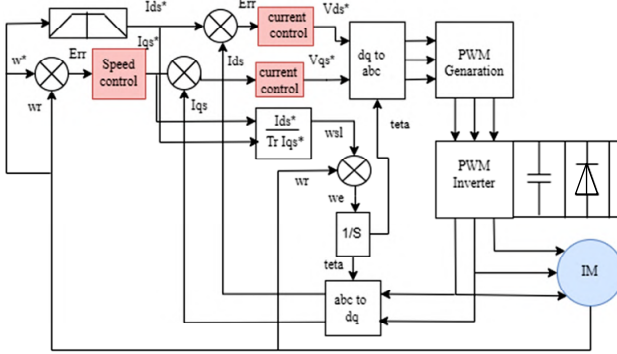 Ids*
Err
current
control
Vds*
w*
Err
Iqs*
Speed
control
Ids
current
control
Vqs*
dq to
abc
PWM
Genaration
wr
Iqs
Ids*
Tr Iqs*
wsl
teta
wr
we
PWM
Inverter
1/S
teta
abc to
dq
IM